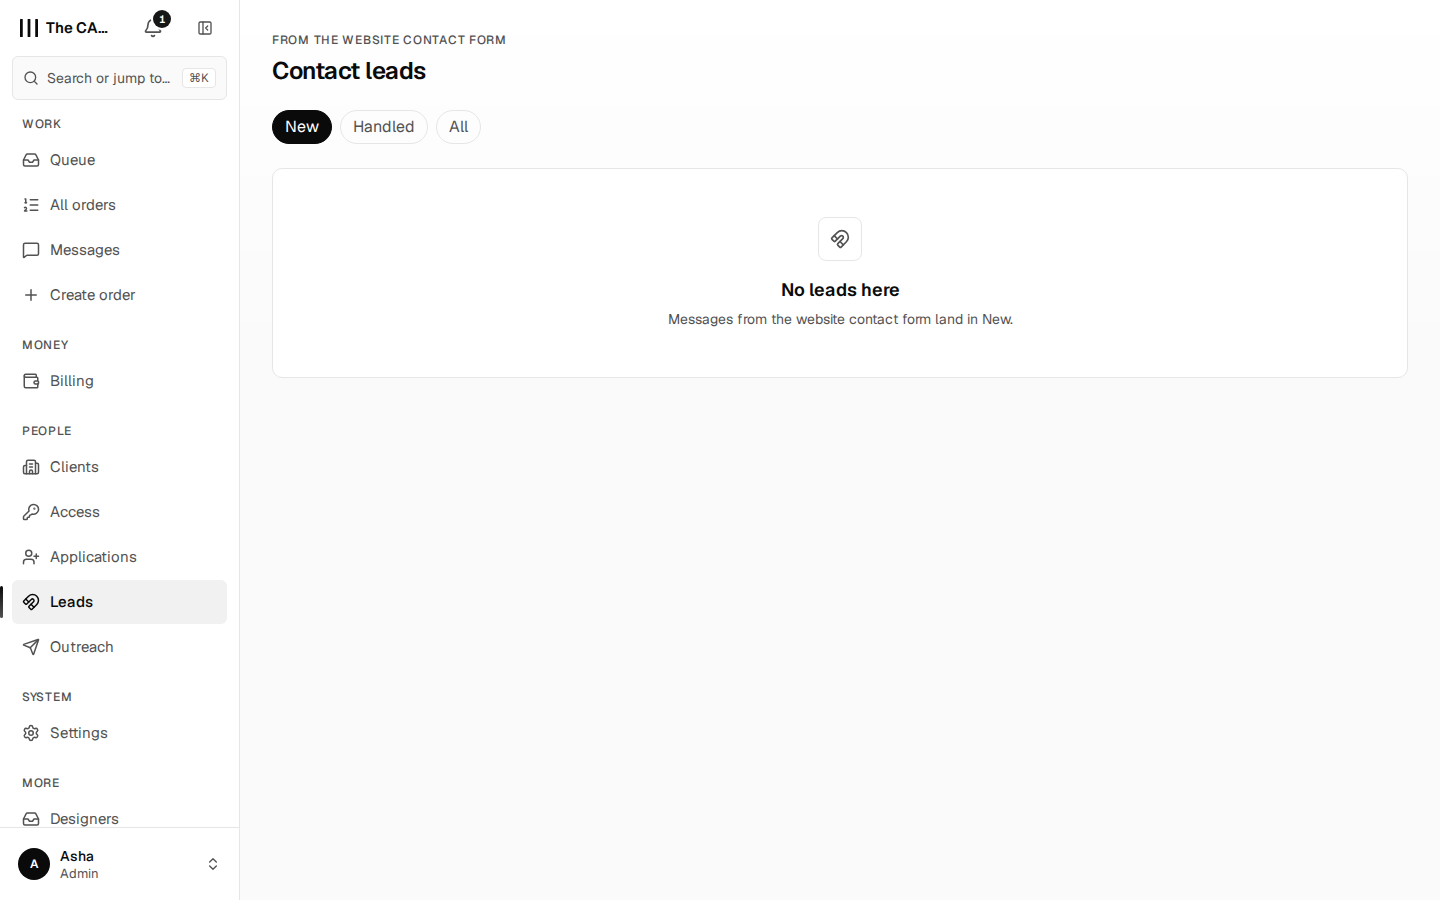 The CA...
1
Search or jump to...
⌘K
WORK
Queue
All orders
Messages
Create order
MONEY
Billing
PEOPLE
Clients
Access
Applications
Leads
Outreach
SYSTEM
Settings
MORE
Designers
A
Asha
Admin
FROM THE WEBSITE CONTACT FORM
Contact leads
New
Handled
All
No leads here
Messages from the website contact form land in New.